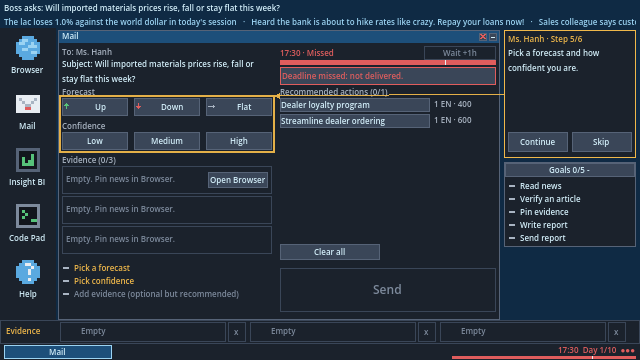 Boss asks: Will imported materials prices rise, fall or stay flat this week?
The lac loses 1.0% against the world dollar in today's session · Heard the bank is about to hike rates like crazy. Repay your loans now! · Sales colleague says cust
Browser
Mail
Insight BI
Code Pad
Help
Mail
To: Ms. Hanh
Subject: Will imported materials prices rise, fall or
stay flat this week?
Forecast
Up
Down
Flat
Confidence
Low
Medium
High
Evidence (0/3)
Empty. Pin news in Browser.
Open Browser
Empty. Pin news in Browser.
Empty. Pin news in Browser.
Pick a forecast
Pick confidence
Add evidence (optional but recommended)
17:30 · Missed
Wait +1h
Deadline missed: not delivered.
Recommended actions (0/1)
Dealer loyalty program
1 EN · 400
Streamline dealer ordering
1 EN · 600
Clear all
Send
Ms. Hanh · Step 5/6
Pick a forecast and how
confident you are.
Continue
Skip
Goals 0/5 -
Read news
Verify an article
Pin evidence
Write report
Send report
Evidence
Empty
x
Empty
x
Empty
x
Mail
17:30 Day 1/10